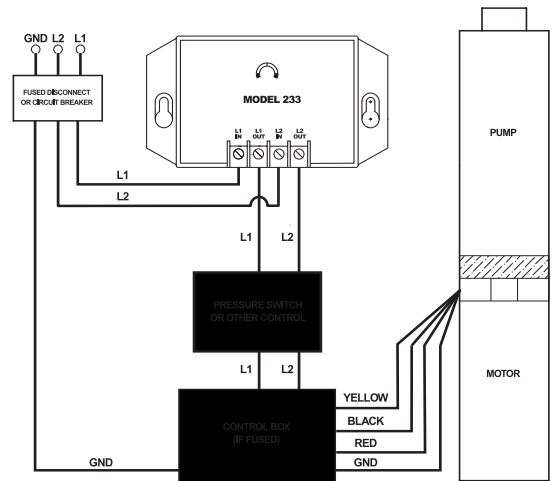 GND L2 L1
FUSED DISCONNECT
OR CIRCUIT BREAKER
MODEL 233
L1 IN
L1 OUT
L2 IN
L2 OUT
PUMP
L1
L2
L1
L2
PRESSURE SWITCH
OR OTHER CONTROL
L1
L2
CONTROL BOX
(IF FUSED)
YELLOW
BLACK
RED
GND
GND
MOTOR